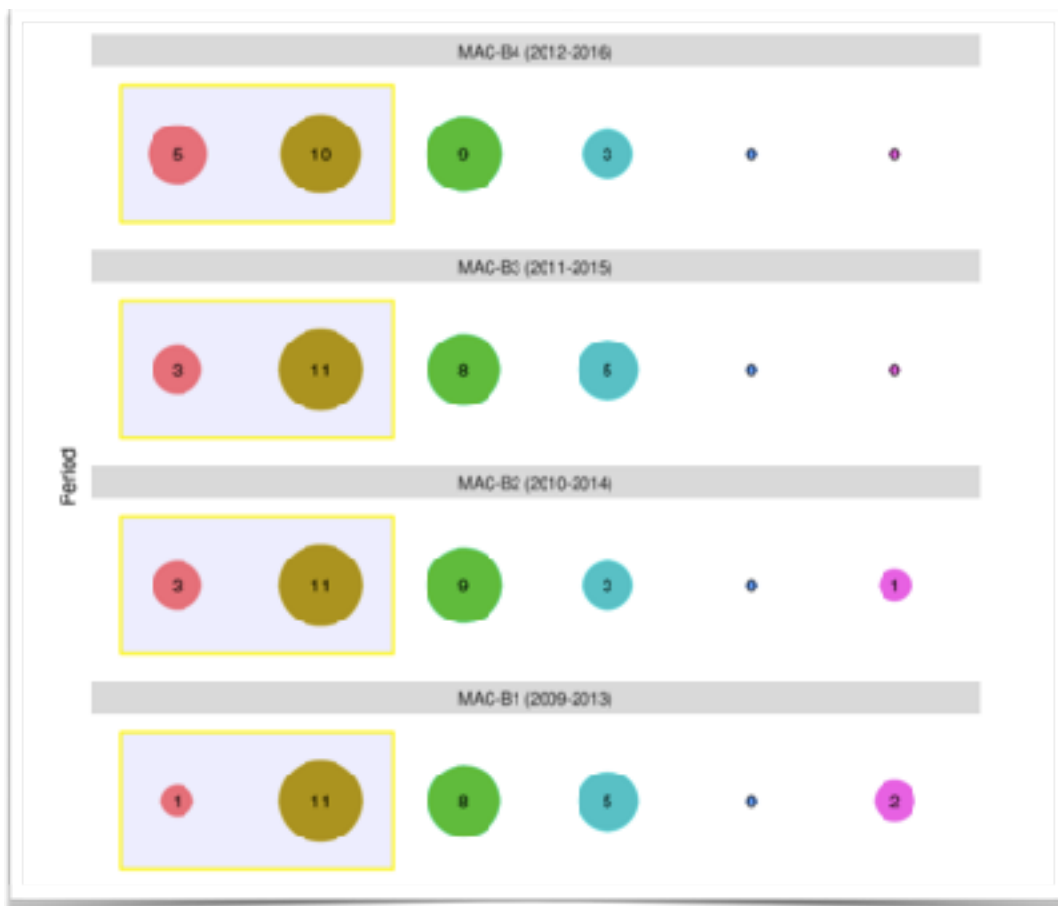 MAC-B4 (2012-2016)
5 10 9 3 0 0
MAC-B3 (2011-2015)
3 11 8 5 0 0
Period
MAC-B2 (2010-2014)
3 11 9 3 0 1
MAC-B1 (2009-2013)
1 11 8 5 0 2